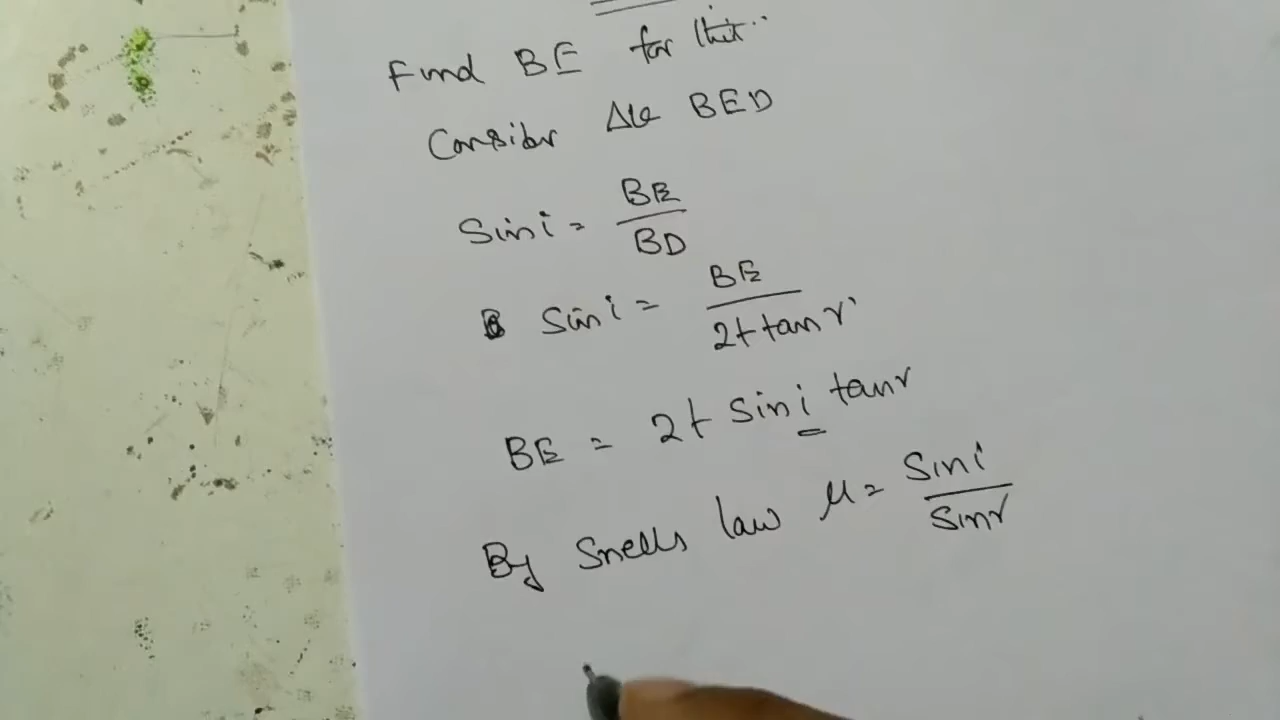 Find BE for that..
Consider Δle BED
Sin i = BE/BD
Sin i = BE/2t tan r
BE = 2t Sin i tan r
By Snells law μ = Sin i/Sin r